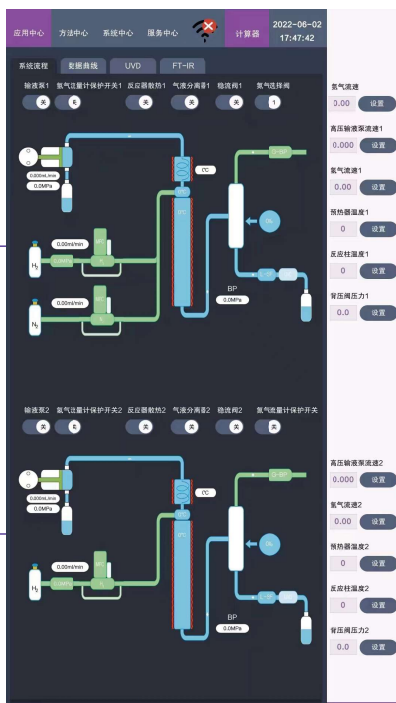 应用中心 方法中心 系统中心 服务中心 计算器 2022-06-02
17:47:42
系统流程 数据曲线 UVD FT-IR
输液泵1 氢气流量计保护开关1 反应器散热1 气液分离器1 稳流阀1 氮气选择阀
关 关 关 关 1
氮气流速
0.00 设置
高压输液泵流速1
0.000 设置
氢气流速1
0.00 设置
预热器温度1
0 设置
反应柱温度1
0 设置
背压阀压力1
0.0 设置
0.000mL/min
0.0MPa
0℃
0℃
0.00ml/min
H₂
0.00ml/min
N₂
BP
0.0MPa
输液泵2 氢气流量计保护开关2 反应器散热2 气液分离器2 稳流阀2 氮气流量计保护开关
关 关 关 关 关
高压输液泵流速2
0.000 设置
氢气流速2
0.00 设置
预热器温度2
0 设置
反应柱温度2
0 设置
背压阀压力2
0.0 设置
0.000mL/min
0.0MPa
0.00ml/min
H₂
BP
0.0MPa